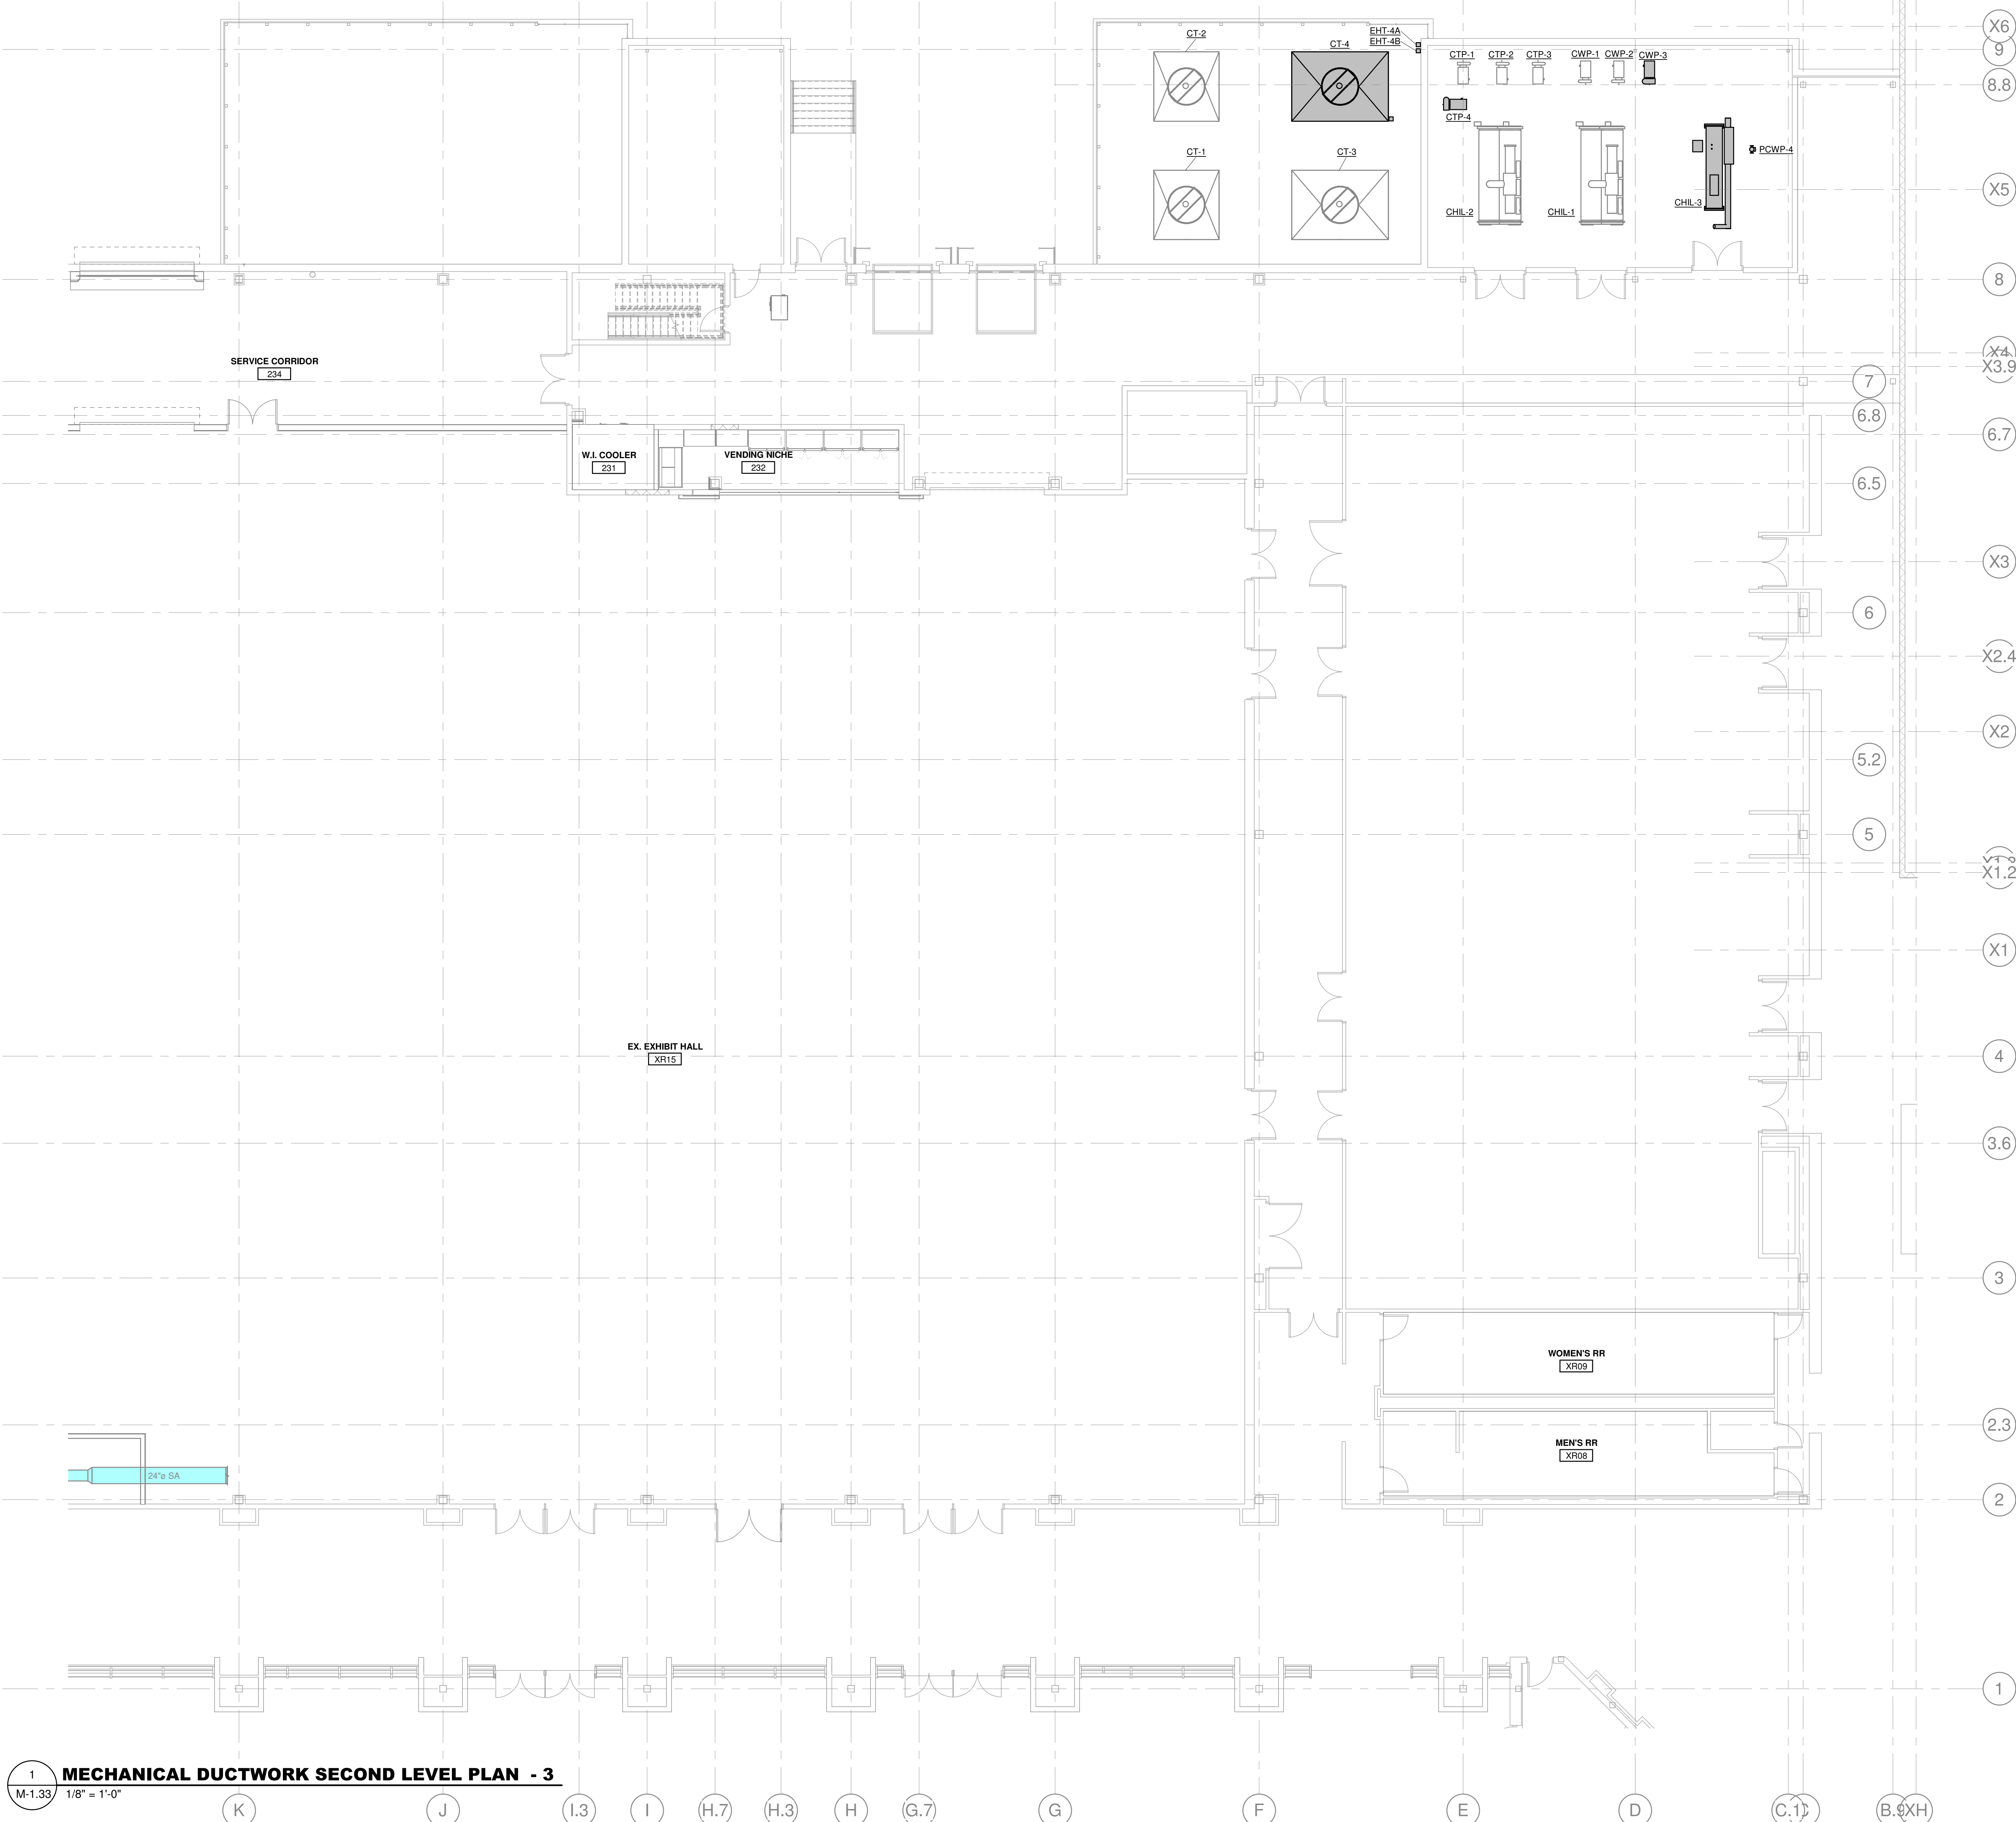 X6
9
CT-2
EHT-4A
EHT-4B
CT-4
CTP-1
CTP-2
CTP-3
CWP-1
CWP-2
CWP-3
8.8
CTP-4
CT-1
CT-3
PCWP-4
X5
CHIL-2
CHIL-1
CHIL-3
8
X4
SERVICE CORRIDOR
234
X3.9
7
6.8
6.7
W.I. COOLER
231
VENDING NICHE
232
6.5
X3
6
X2.4
X2
5.2
5
X1.2
X1
EX. EXHIBIT HALL
XR15
4
3.6
3
WOMEN'S RR
XR09
2.3
MEN'S RR
XR08
24"ø SA
2
1
1
M-1.33
MECHANICAL DUCTWORK SECOND LEVEL PLAN - 3
1/8" = 1'-0"
K
J
I.3
I
H.7
H.3
H
G.7
G
F
E
D
C.1
B.9
XH